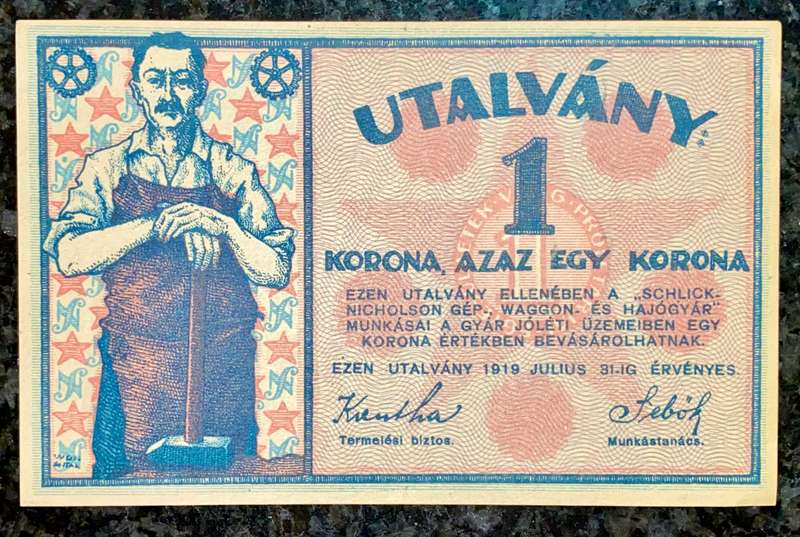 UTALVÁNY
1
KORONA, AZAZ EGY KORONA
EZEN UTALVÁNY ELLENÉBEN A „SCHLICK-
NICHOLSON GÉP-, WAGGON- ÉS HAJÓGYÁR"
MUNKÁSAI A GYÁR JÓLÉTI ÜZEMEIBEN EGY
KORONA ÉRTÉKBEN BEVÁSÁROLHATNAK.
EZEN UTALVÁNY 1919 JULIUS 31-IG ÉRVÉNYES.
Sebők
Termelési biztos. Munkástanács.